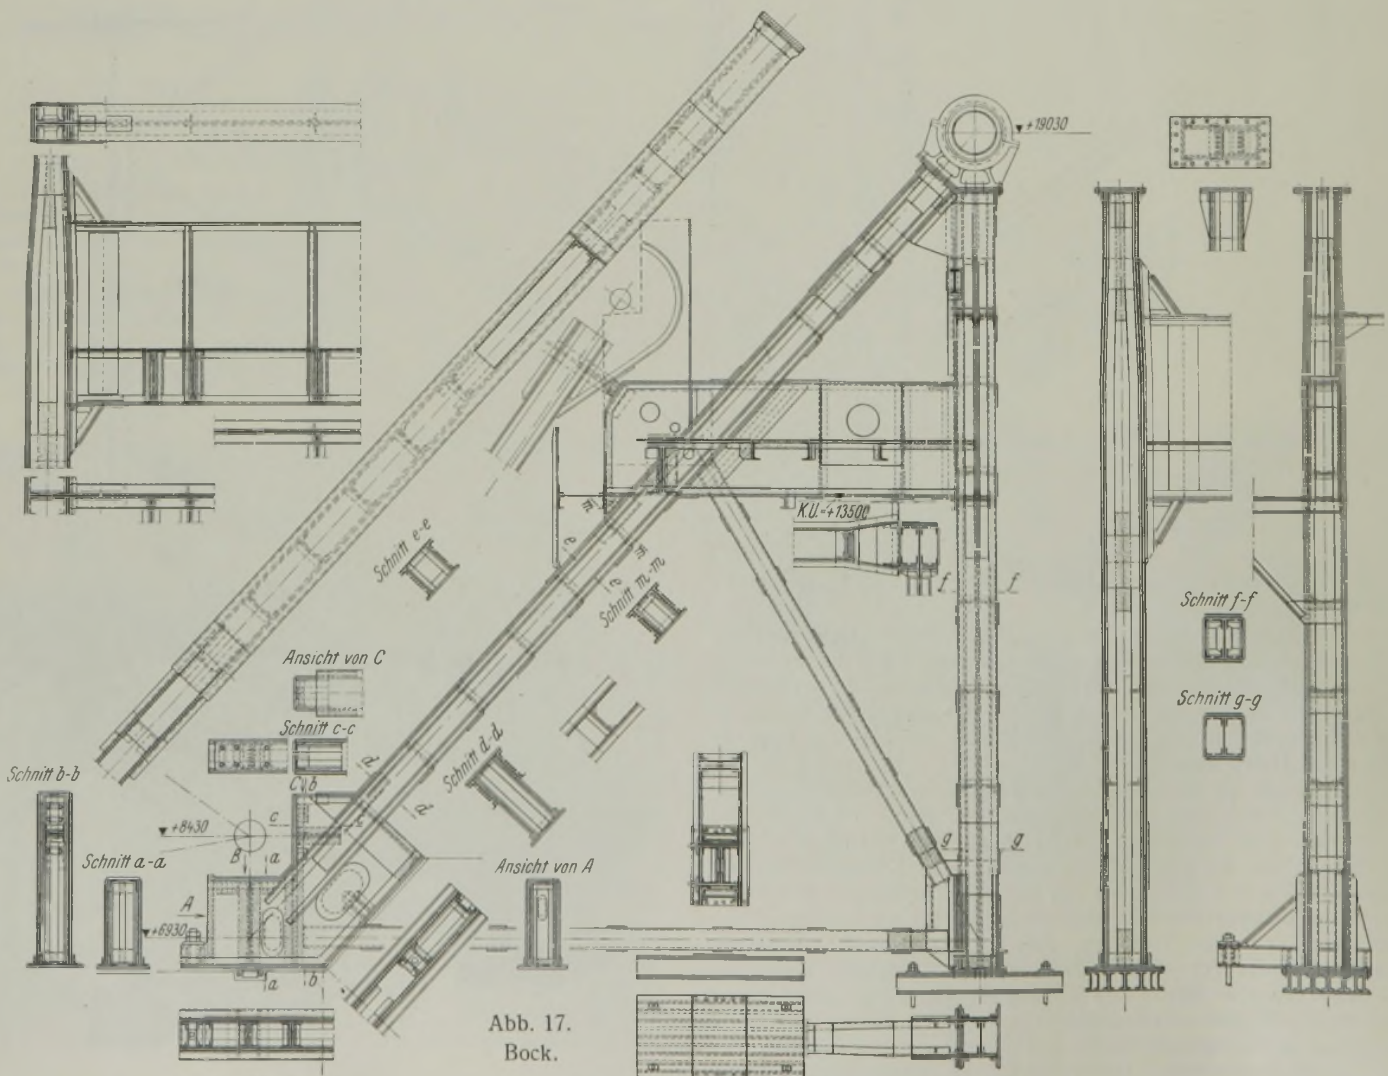 +19030
K.U.=+13500
Schnitt e-e
e
e
m
m
Schnitt m-m
f
f
Schnitt f-f
Schnitt g-g
Ansicht von C
Schnitt c-c
Schnitt d-d
d
d
Schnitt b-b
C
b
c
c
+8430
B
a
Schnitt a-a
Ansicht von A
g
g
A
+6930
a
b
Abb. 17.
Bock.